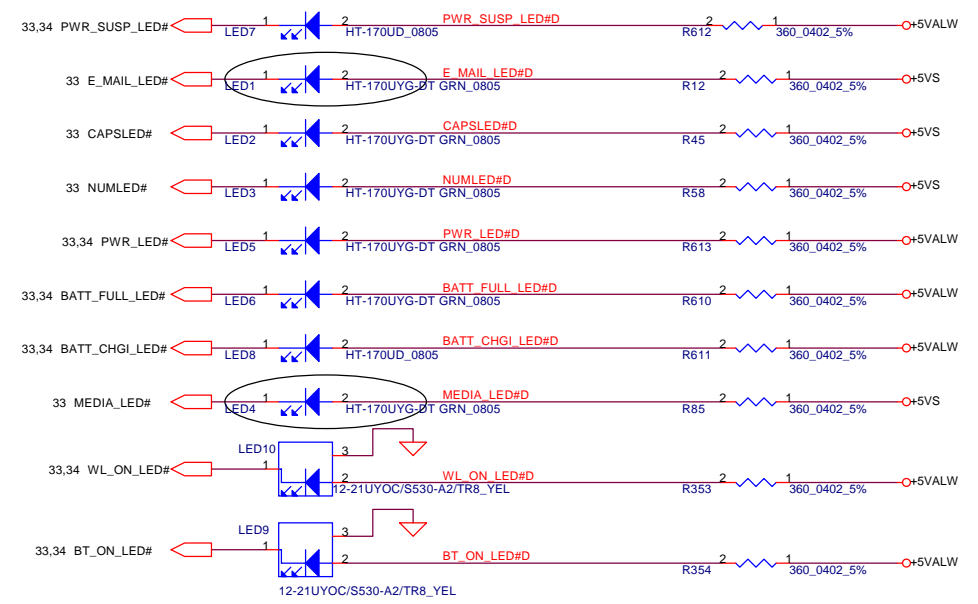 33,34 PWR_SUSP_LED# 1 LED7 2 HT-170UD_0805 PWR_SUSP_LED#D 2 R612 1 360_0402_5% +5VALW
33 E_MAIL_LED# 1 LED1 2 HT-170UYG-DT GRN_0805 E_MAIL_LED#D 2 R12 1 360_0402_5% +5VS
33 CAPSLED# 1 LED2 2 HT-170UYG-DT GRN_0805 CAPSLED#D 2 R45 1 360_0402_5% +5VS
33 NUMLED# 1 LED3 2 HT-170UYG-DT GRN_0805 NUMLED#D 2 R58 1 360_0402_5% +5VS
33,34 PWR_LED# 1 LED5 2 HT-170UYG-DT GRN_0805 PWR_LED#D 2 R613 1 360_0402_5% +5VALW
33,34 BATT_FULL_LED# 1 LED6 2 HT-170UYG-DT GRN_0805 BATT_FULL_LED#D 2 R610 1 360_0402_5% +5VALW
33,34 BATT_CHGI_LED# 1 LED8 2 HT-170UD_0805 BATT_CHGI_LED#D 2 R611 1 360_0402_5% +5VALW
33 MEDIA_LED# 1 LED4 2 HT-170UYG-DT GRN_0805 MEDIA_LED#D 2 R85 1 360_0402_5% +5VS
33,34 WL_ON_LED# LED10 1 3 2 12-21UYOC/S530-A2/TR8_YEL WL_ON_LED#D 2 R353 1 360_0402_5% +5VALW
33,34 BT_ON_LED# LED9 1 3 2 12-21UYOC/S530-A2/TR8_YEL BT_ON_LED#D 2 R354 1 360_0402_5% +5VALW